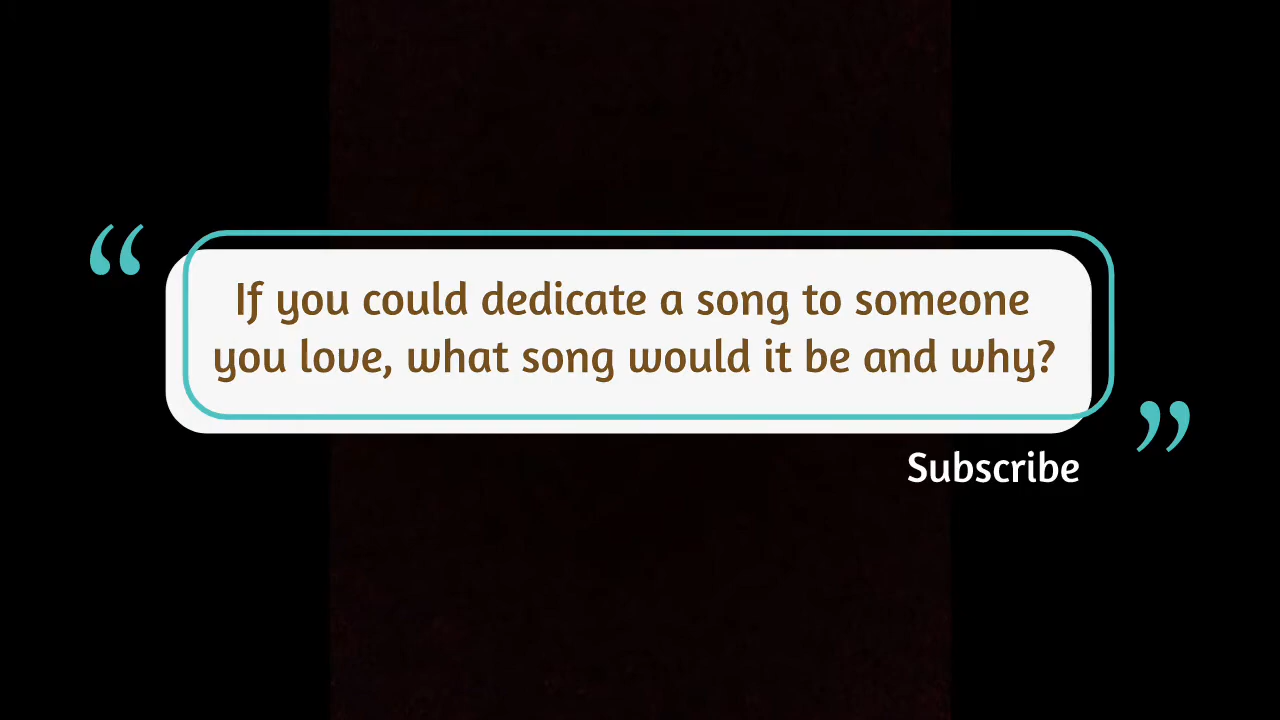 “
If you could dedicate a song to someone
you love, what song would it be and why?
”
Subscribe